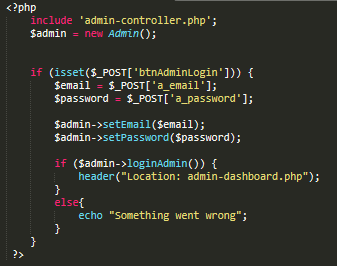 <?php
include 'admin-controller.php';
$admin = new Admin();
if (isset($_POST['btnAdminLogin'])) {
$email = $_POST['a_email'];
$password = $_POST['a_password'];
$admin->setEmail($email);
$admin->setPassword($password);
if ($admin->loginAdmin()) {
header("Location: admin-dashboard.php");
}
else{
echo "Something went wrong";
}
}
?>